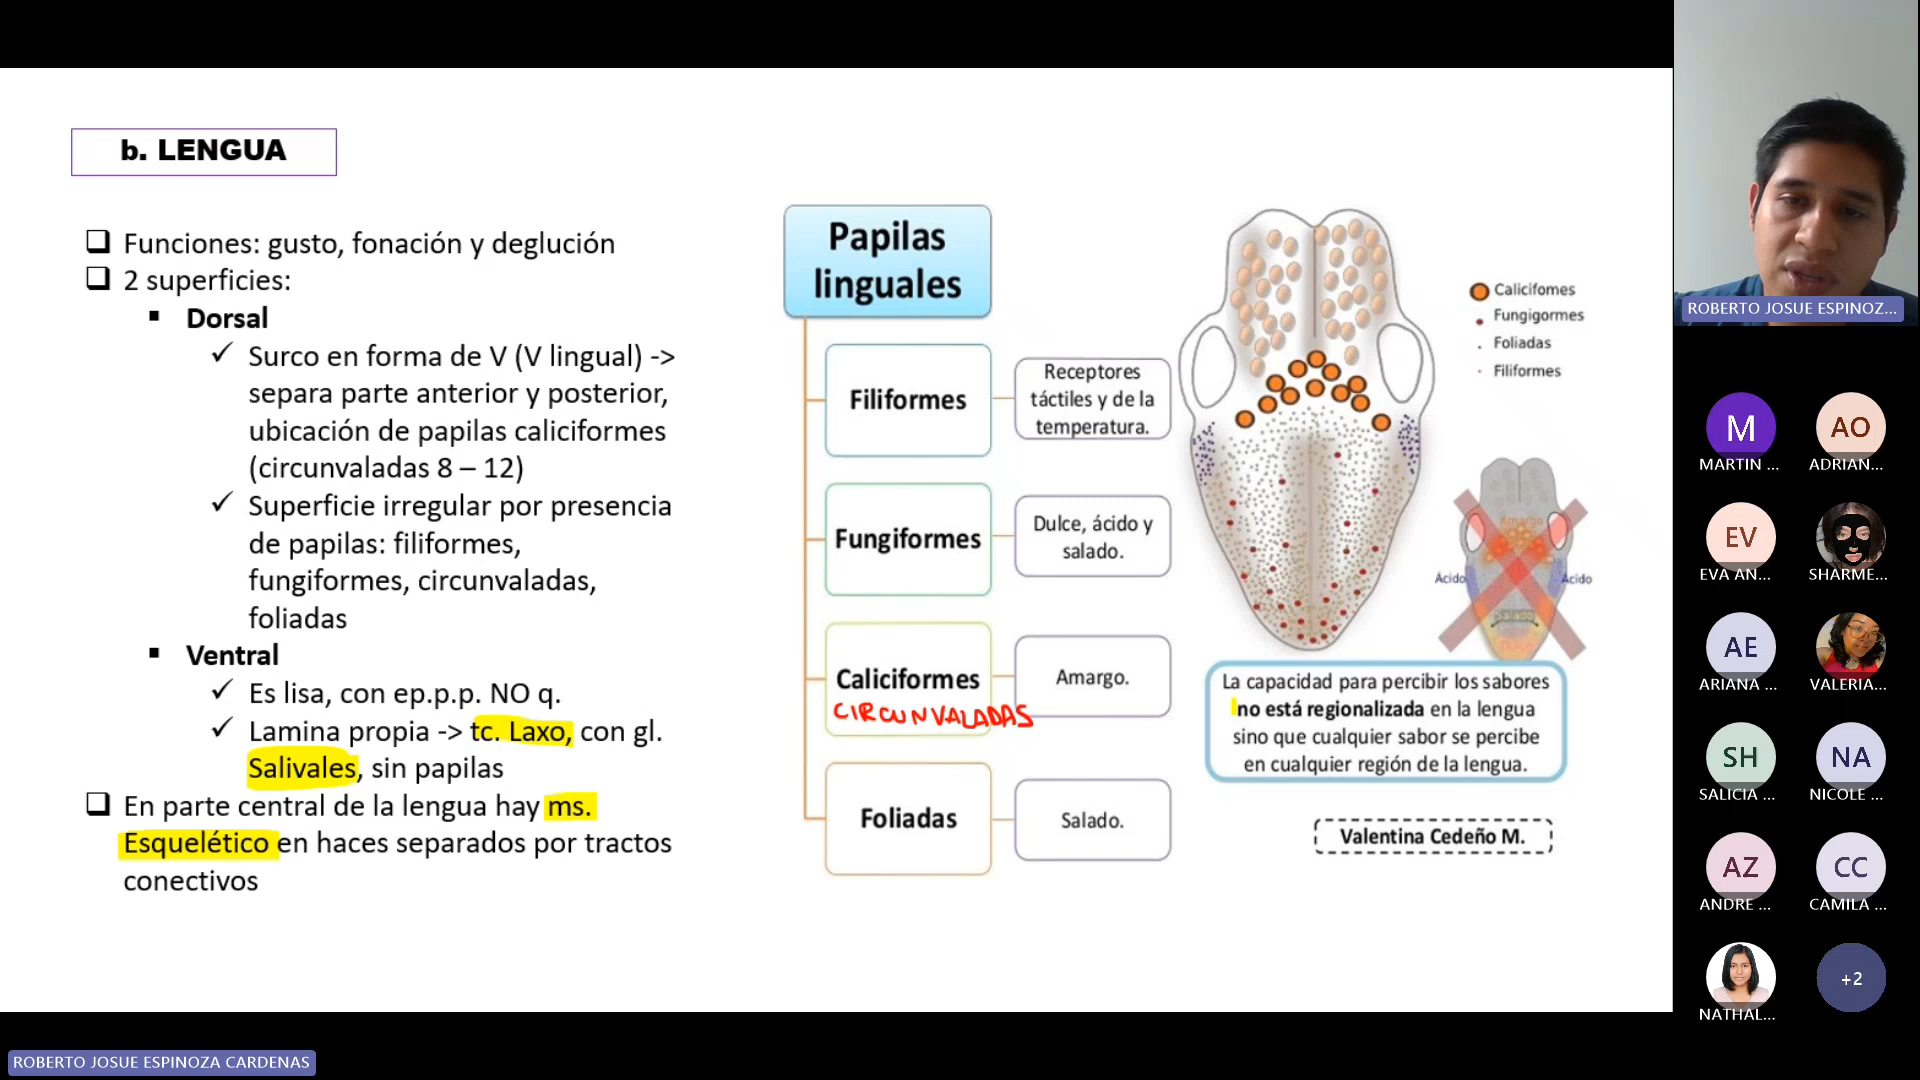 b. LENGUA
Funciones: gusto, fonación y deglución
2 superficies:
Dorsal
Surco en forma de V (V lingual) ->
separa parte anterior y posterior,
ubicación de papilas caliciformes
(circunvaladas 8 – 12)
Superficie irregular por presencia
de papilas: filiformes,
fungiformes, circunvaladas,
foliadas
Ventral
Es lisa, con ep.p.p. NO q.
Lamina propia -> tc. Laxo, con gl.
Salivales, sin papilas
En parte central de la lengua hay ms.
Esquelético en haces separados por tractos
conectivos
Papilas
linguales
Filiformes
Receptores
táctiles y de la
temperatura.
Fungiformes
Dulce, ácido y
salado.
Caliciformes
CIRCUNVALADAS
Amargo.
Foliadas
Salado.
Calicifomes
Fungigormes
Foliadas
Filiformes
Amargo
Ácido
Ácido
Salado
Dulce
La capacidad para percibir los sabores
no está regionalizada en la lengua
sino que cualquier sabor se percibe
en cualquier región de la lengua.
Valentina Cedeño M.
ROBERTO JOSUE ESPINOZ...
M
MARTIN ...
AO
ADRIAN...
EV
EVA AN...
SHARME...
AE
ARIANA ...
VALERIA...
SH
SALICIA ...
NA
NICOLE ...
AZ
ANDRE ...
CC
CAMILA ...
NATHAL...
+2
ROBERTO JOSUE ESPINOZA CARDENAS